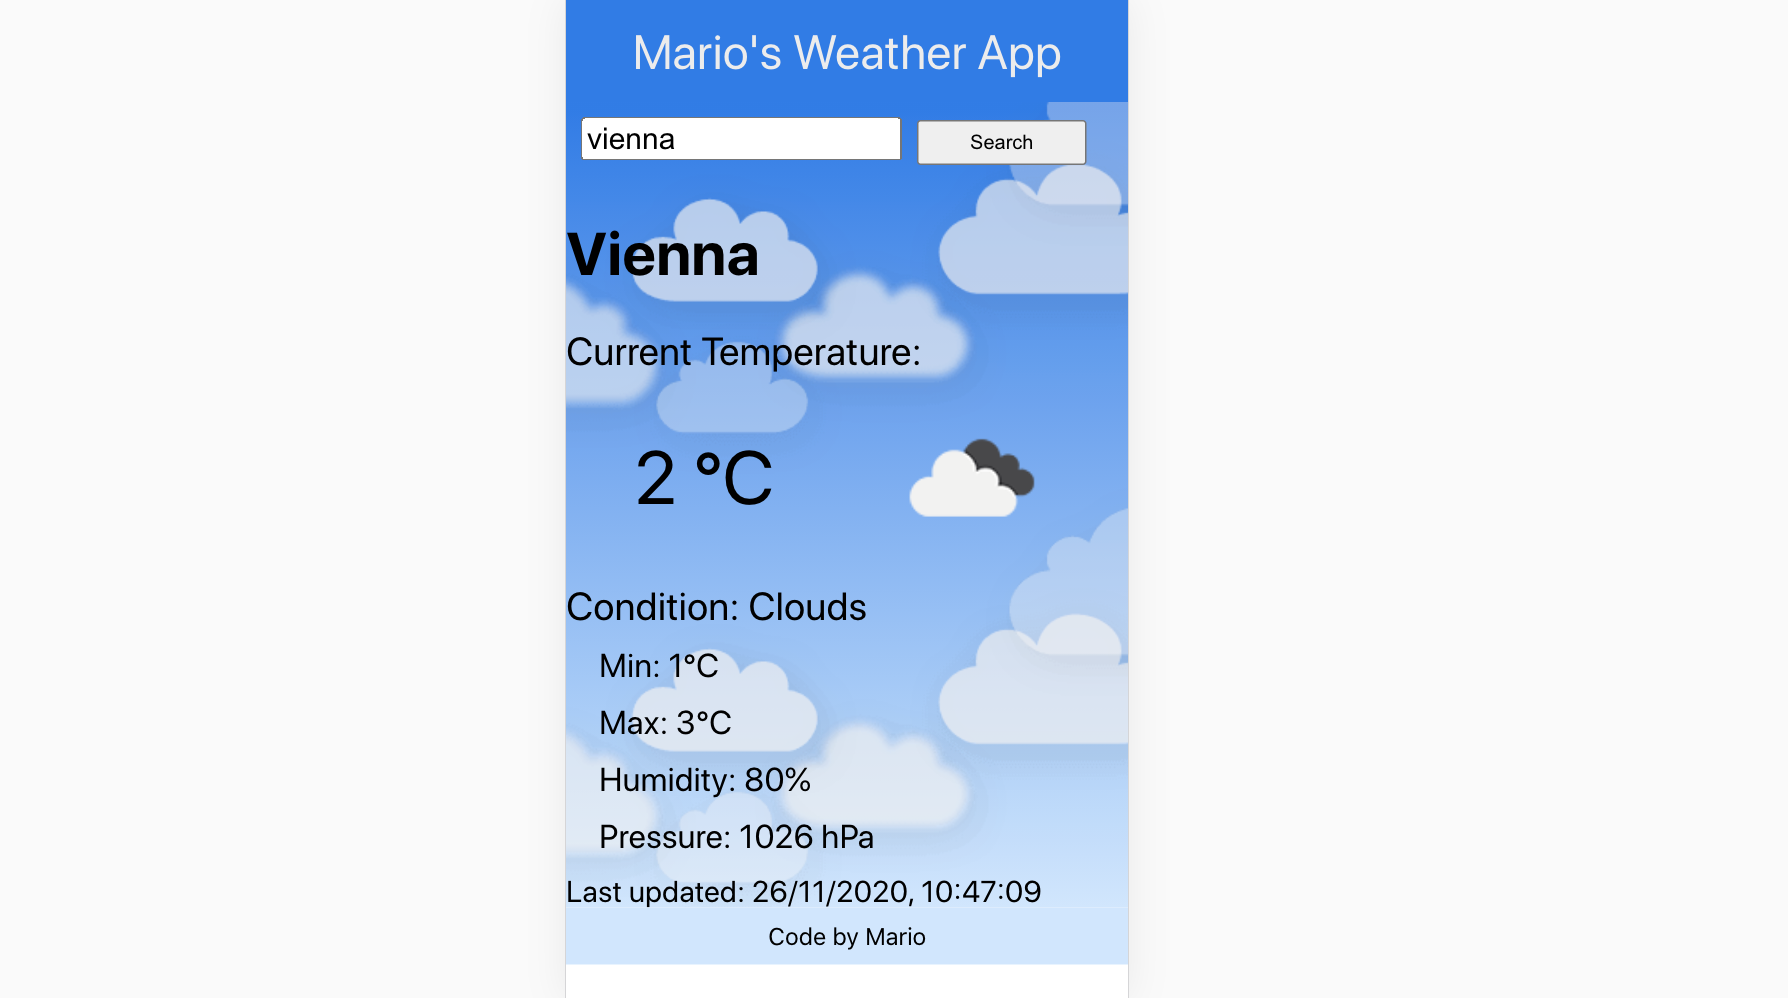 Mario's Weather App
vienna
Search
Vienna
Current Temperature:
2 °C
Condition: Clouds
Min: 1°C
Max: 3°C
Humidity: 80%
Pressure: 1026 hPa
Last updated: 26/11/2020, 10:47:09
Code by Mario